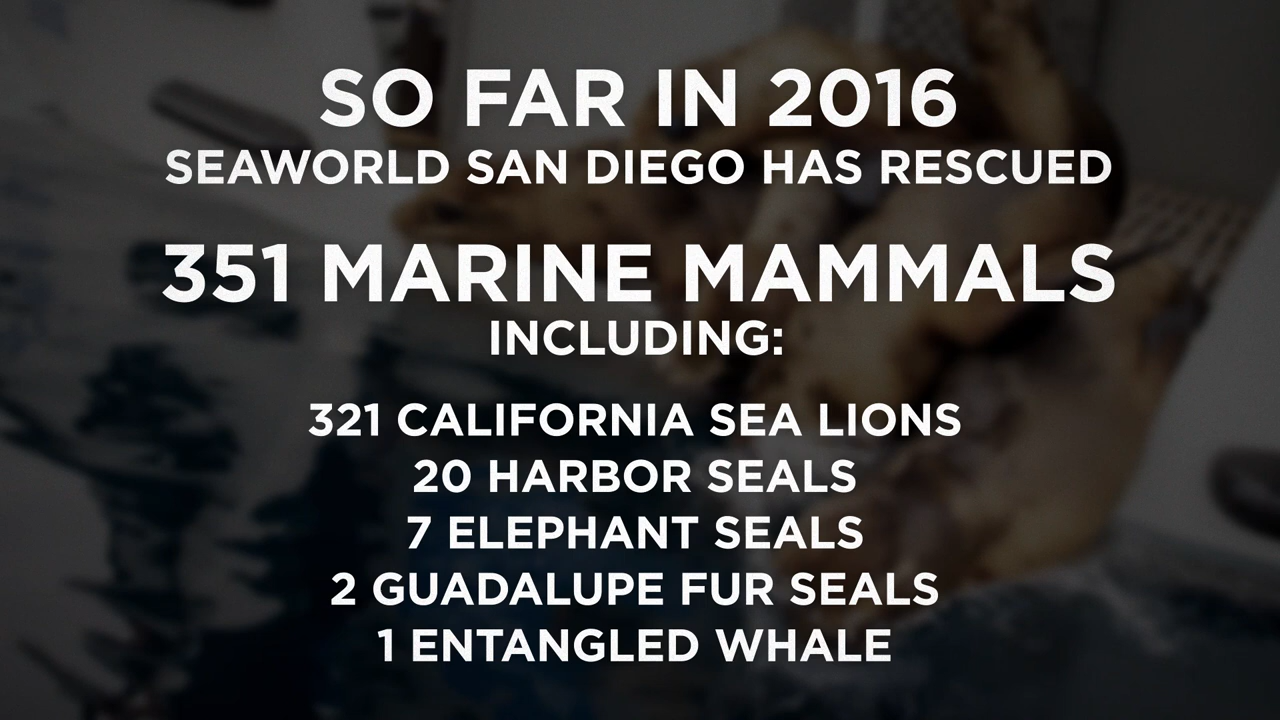 SO FAR IN 2016
SEAWORLD SAN DIEGO HAS RESCUED
351 MARINE MAMMALS
INCLUDING:
321 CALIFORNIA SEA LIONS
20 HARBOR SEALS
7 ELEPHANT SEALS
2 GUADALUPE FUR SEALS
1 ENTANGLED WHALE